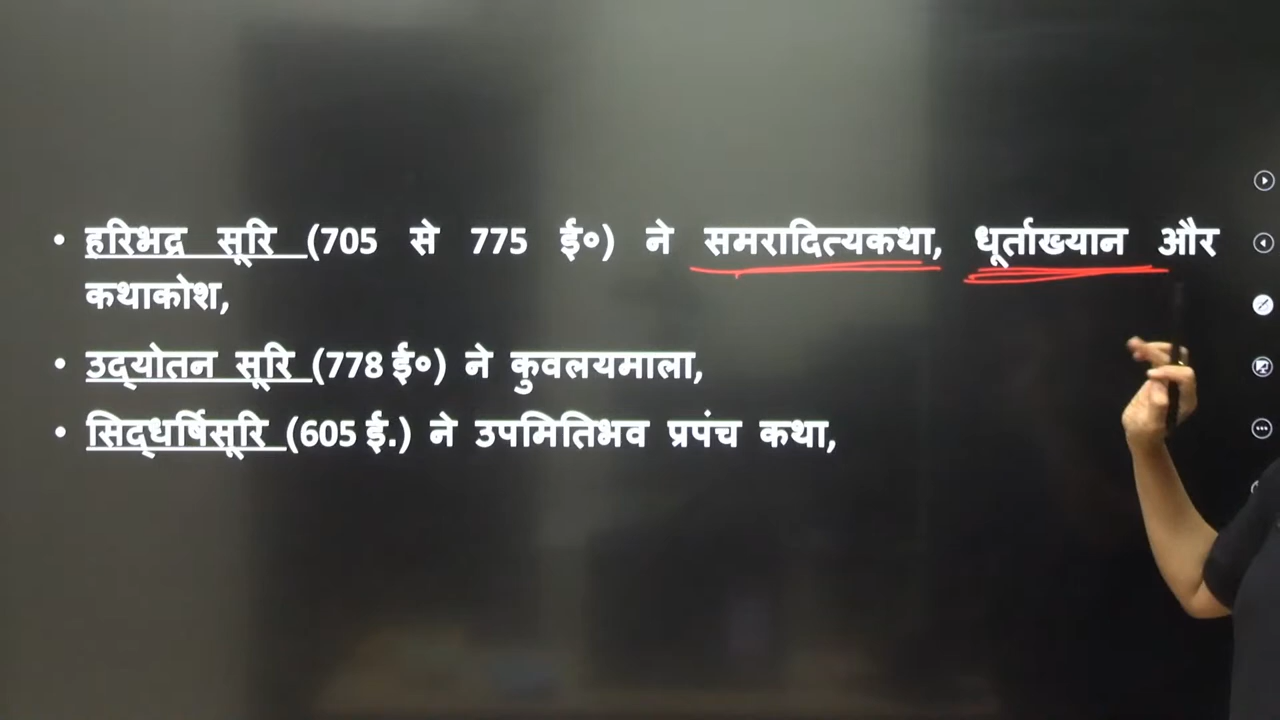 • हरिभद्र सूरि (705 से 775 ई०) ने समरादित्यकथा, धूर्ताख्यान और
कथाकोश,
• उद्योतन सूरि (778 ई०) ने कुवलयमाला,
• सिद्धर्षिसूरि (605 ई.) ने उपमितिभव प्रपंच कथा,